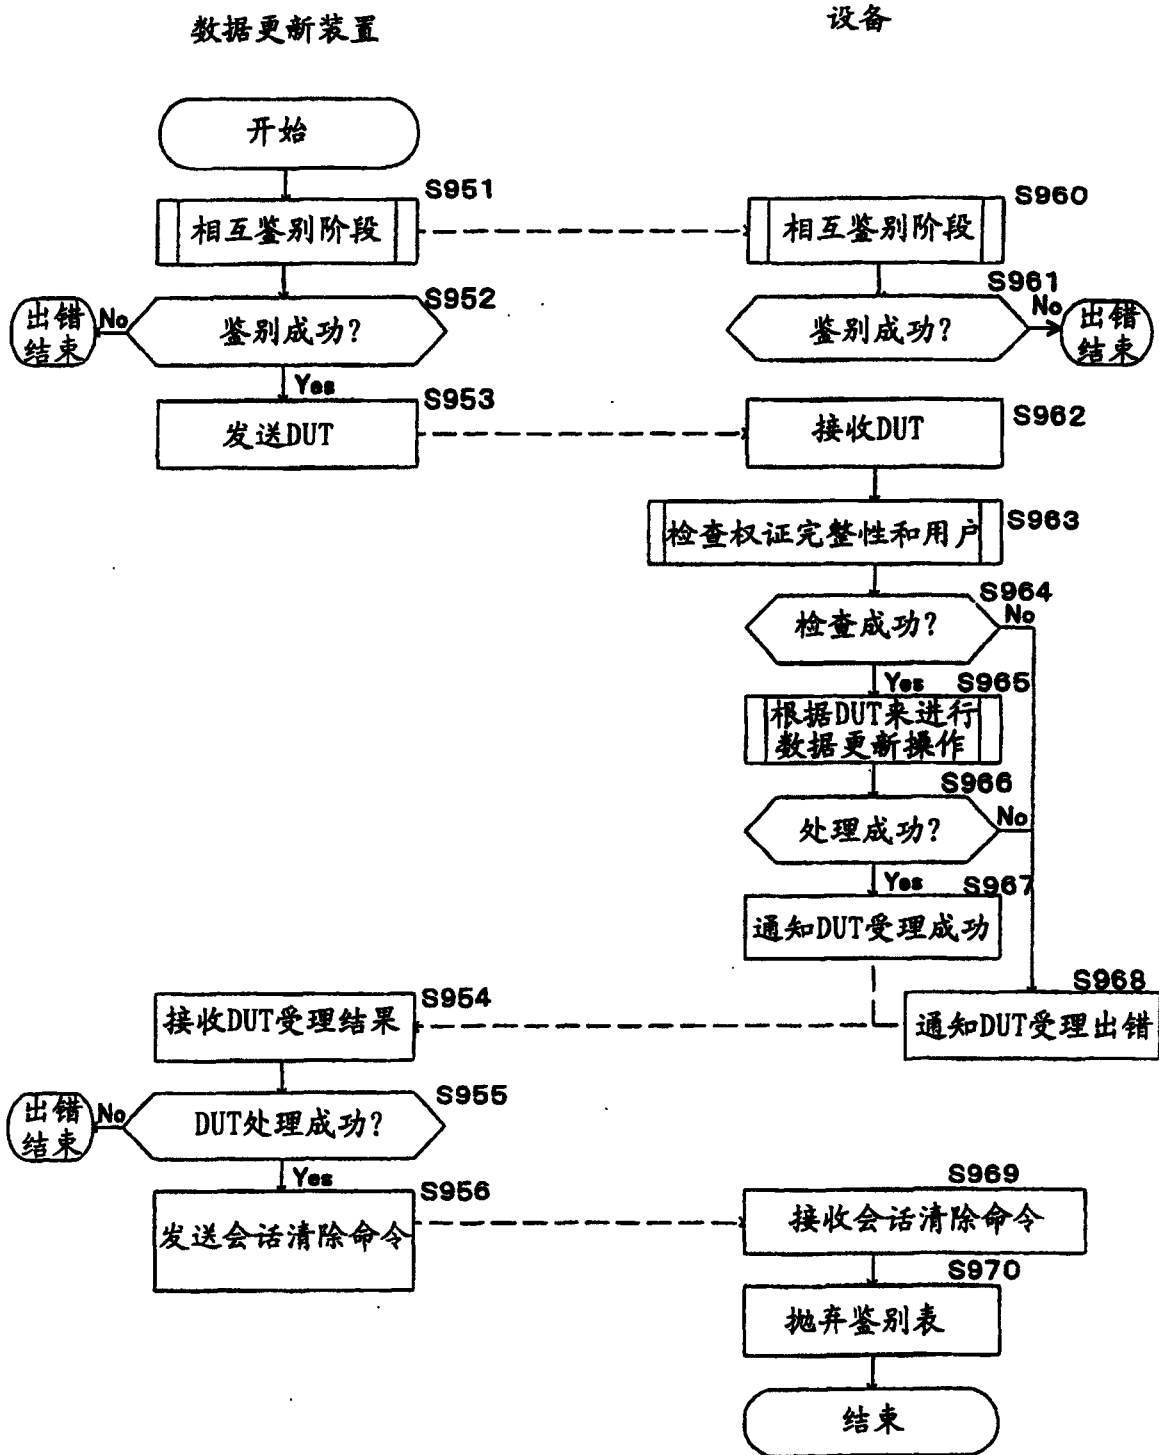 数据更新装置
设备
开始
S951
相互鉴别阶段
S960
相互鉴别阶段
S952
出错
结束
No
鉴别成功?
S961
鉴别成功?
No
出错
结束
Yes
S953
发送DUT
S962
接收DUT
S963
检查权证完整性和用户
S964
检查成功?
No
Yes
S965
根据DUT来进行
数据更新操作
S966
处理成功?
No
Yes
S967
通知DUT受理成功
S954
接收DUT受理结果
S968
通知DUT受理出错
S955
出错
结束
No
DUT处理成功?
Yes
S956
发送会话清除命令
S969
接收会话清除命令
S970
抛弃鉴别表
结束